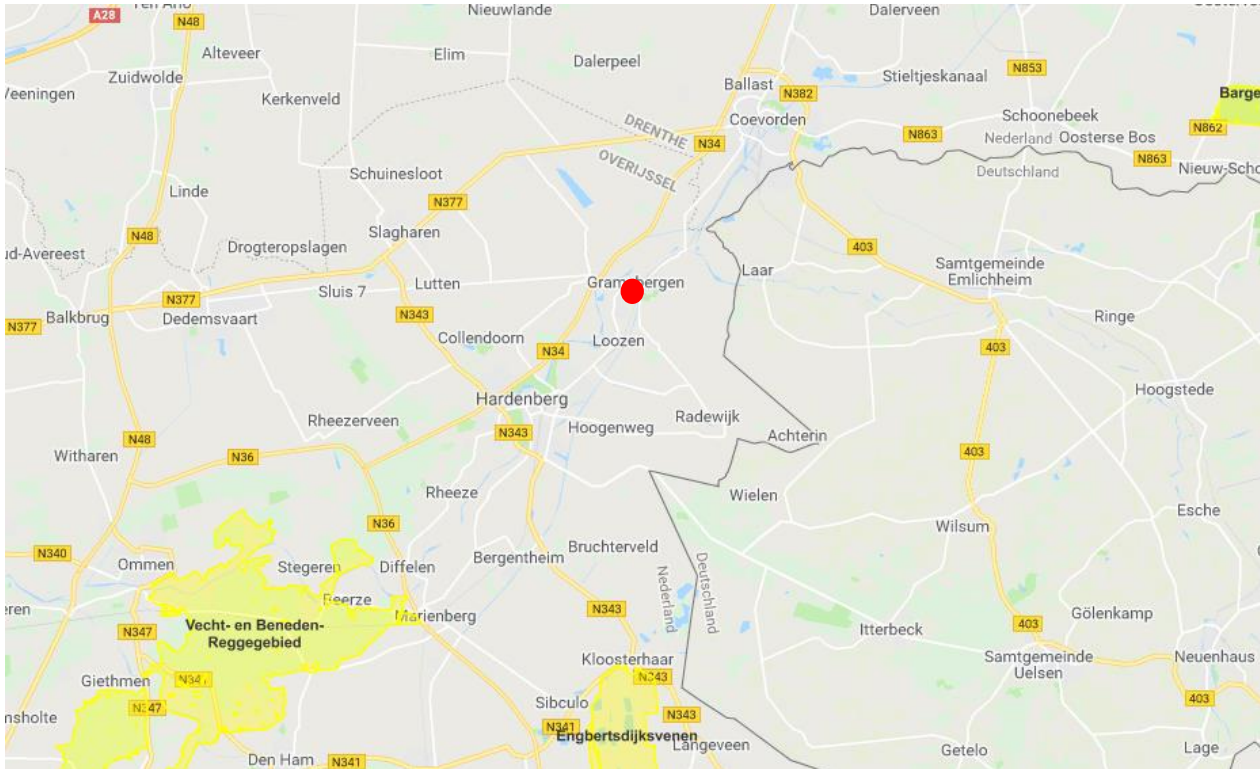 Nieuwlande
Dalerveen
A28
N48
Alteveer
Elim
Dalerpeel
Zuidwolde
Ballast
Stieltjeskanaal
N853
Veeningen
Kerkenveld
N382
Barge
Coevorden
Schoonebeek
DRENTHE
N862
N34
N863
Nederland
Oosterse Bos
OVERIJSSEL
N863
Schuinesloot
Deutschland
Nieuw-Scho
Linde
N377
N48
Slagharen
Drogteropslagen
403
ud-Avereest
Samtgemeinde
Emlichheim
Laar
Gramsbergen
Lutten
Sluis 7
N377
N343
Ringe
Balkbrug
Dedemsvaart
N377
Collendoorn
Loozen
403
N34
Hoogstede
Hardenberg
Rheezerveen
Radewijk
Hoogenweg
N343
Achterin
N48
Witharen
N36
403
Rheeze
Wielen
Esche
N36
Wilsum
Bruchterveld
N340
Bergentheim
Ommen
Stegeren
Diffelen
Nederland
Deutschland
Beerze
eren
N343
Marienberg
Gölenkamp
Vecht- en Beneden-
Reggegebied
N347
Itterbeck
403
Kloosterhaar
Samtgemeinde
Uelsen
Neuenhaus
N343
Giethmen
N347
Sibculo
403
msholte
N343
N341
Engbertsdijksvenen
Langeveen
Getelo
Lage
Den Ham
N341